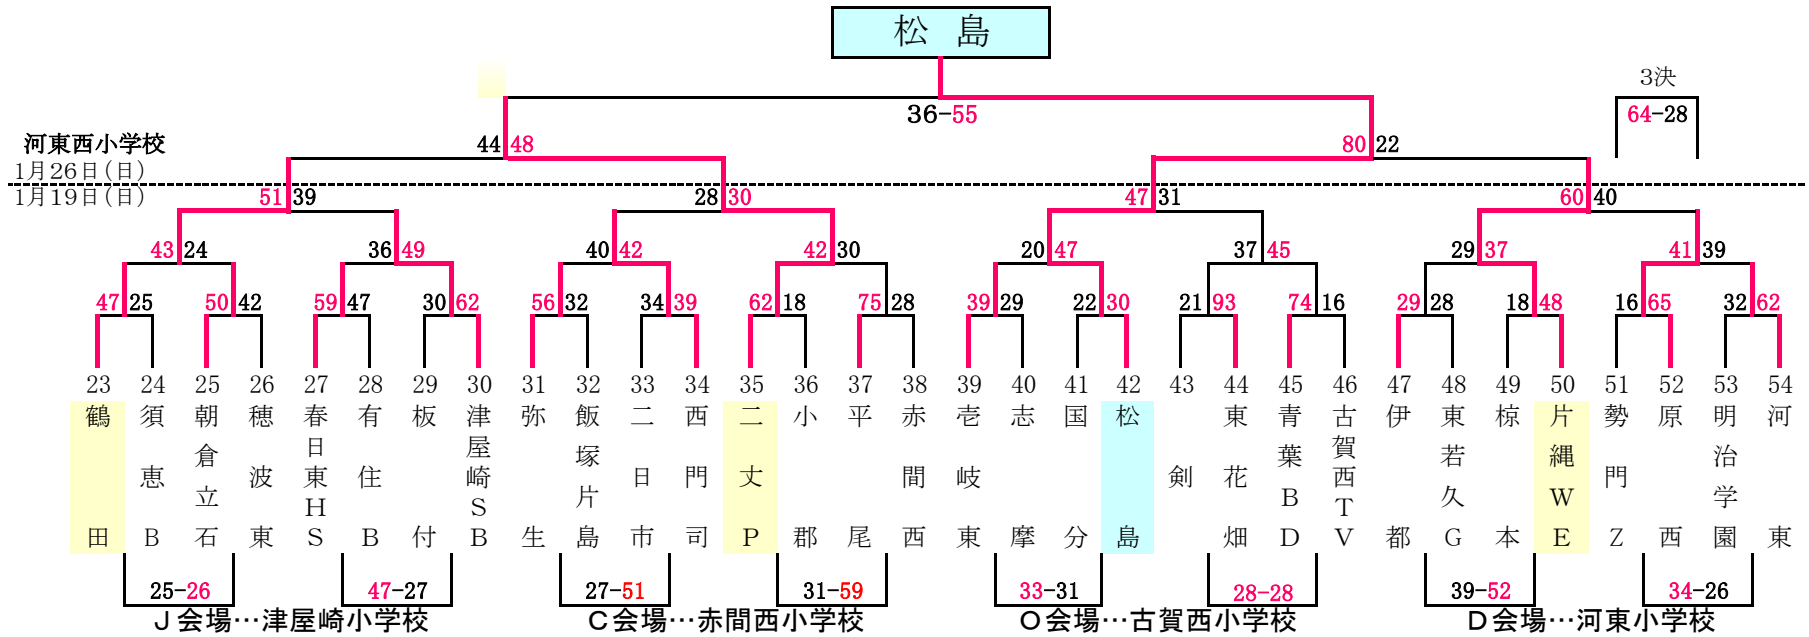 松島
3決
36-55
64-28
河東西小学校
44 48 80 22
1月26日(日)
1月19日(日)
51 39 28 30 47 31 60 40
43 24 36 49 40 42 42 30 20 47 37 45 29 37 41 39
47 25 50 42 59 47 30 62 56 32 34 39 62 18 75 28 39 29 22 30 21 93 74 16 29 28 18 48 16 65 32 62
23 24 25 26 27 28 29 30 31 32 33 34 35 36 37 38 39 40 41 42 43 44 45 46 47 48 49 50 51 52 53 54
鶴田
須恵B
朝倉立石
穂波東
春日東HS
有住B
板付
津屋崎SB
弥生
飯塚片島
二日市
西門司
二丈P
小郡
平尾
赤間西
壱岐東
志摩
国分
松島
剣
東花畑
青葉BD
古賀西TV
伊都
東若久G
椋本
片縄WE
勢門Z
原西
明治学園
河東
25-26 47-27 27-51 31-59 33-31 28-28 39-52 34-26
J会場…津屋崎小学校 C会場…赤間西小学校 O会場…古賀西小学校 D会場…河東小学校